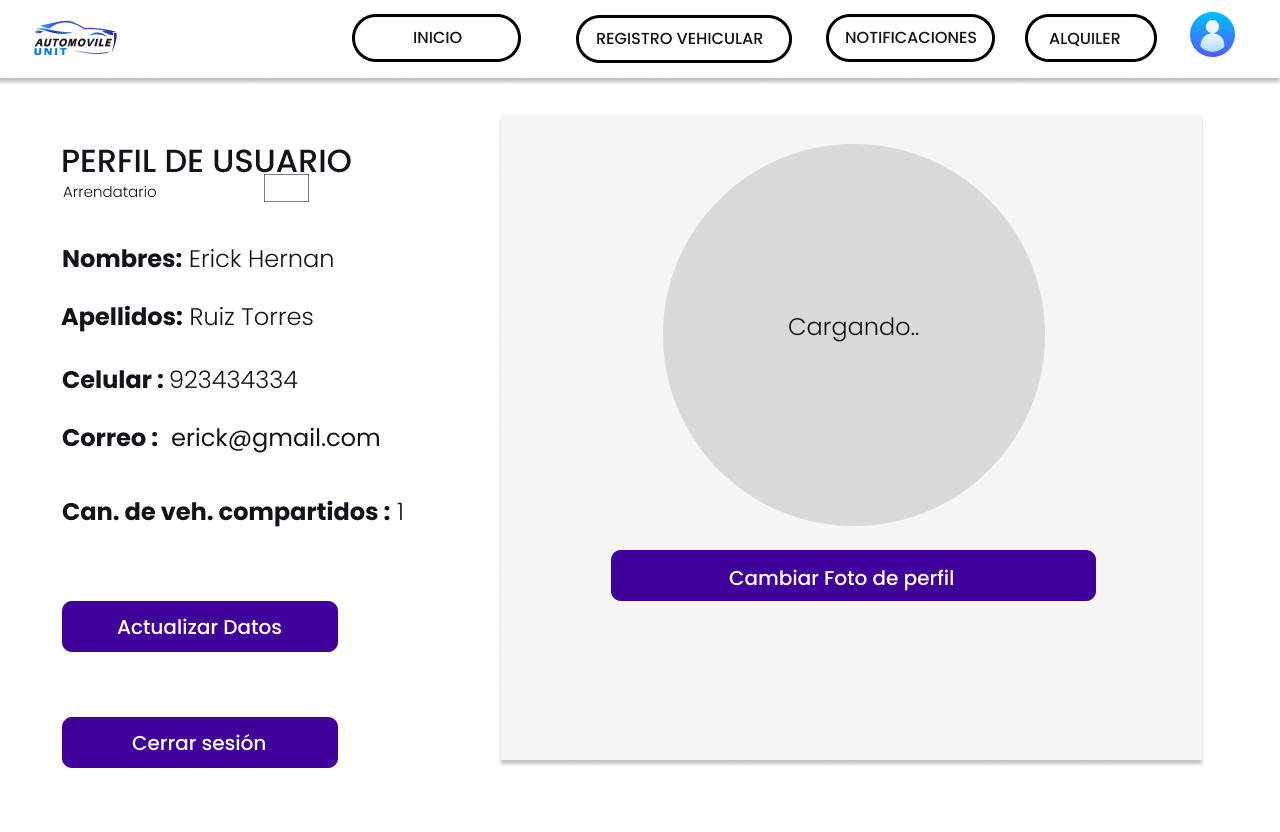 AUTOMOVILE
UNIT
INICIO
REGISTRO VEHICULAR
NOTIFICACIONES
ALQUILER
PERFIL DE USUARIO
Arrendatario
Nombres: Erick Hernan
Apellidos: Ruiz Torres
Celular : 923434334
Correo : erick@gmail.com
Can. de veh. compartidos : 1
Actualizar Datos
Cerrar sesión
Cargando..
Cambiar Foto de perfil